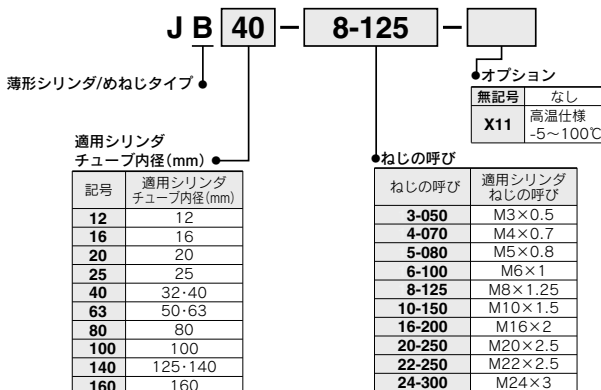 JB 40 - 8-125 -
薄形シリンダ/めねじタイプ
オプション
無記号 なし
X11 高温仕様
-5～100℃
適用シリンダ
チューブ内径(mm)
記号 適用シリンダ
チューブ内径(mm)
12 12
16 16
20 20
25 25
40 32·40
63 50·63
80 80
100 100
140 125·140
160 160
ねじの呼び
ねじの呼び 適用シリンダ
ねじの呼び
3-050 M3×0.5
4-070 M4×0.7
5-080 M5×0.8
6-100 M6×1
8-125 M8×1.25
10-150 M10×1.5
16-200 M16×2
20-250 M20×2.5
22-250 M22×2.5
24-300 M24×3